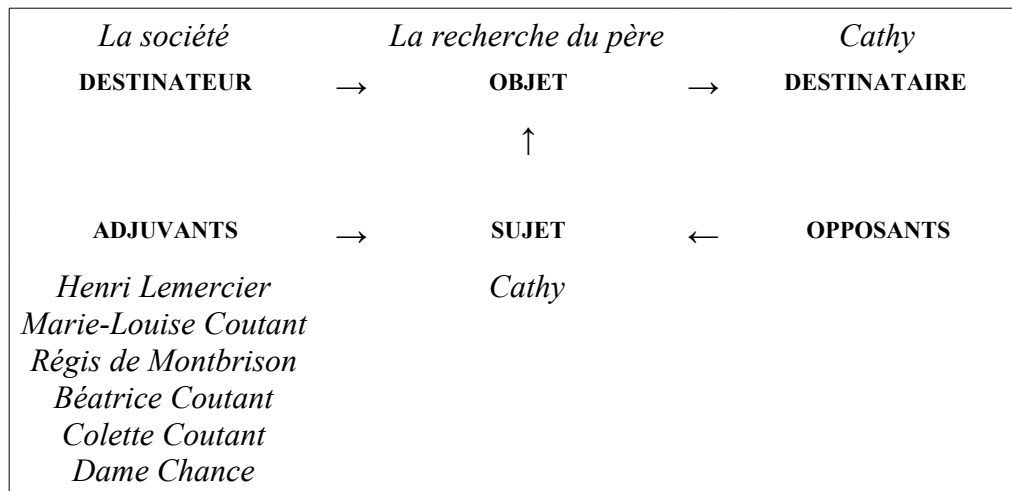 La société La recherche du père Cathy
DESTINATEUR → OBJET → DESTINATAIRE
↑
ADJUVANTS → SUJET ← OPPOSANTS
Henri Lemercier Cathy
Marie-Louise Coutant
Régis de Montbrison
Béatrice Coutant
Colette Coutant
Dame Chance